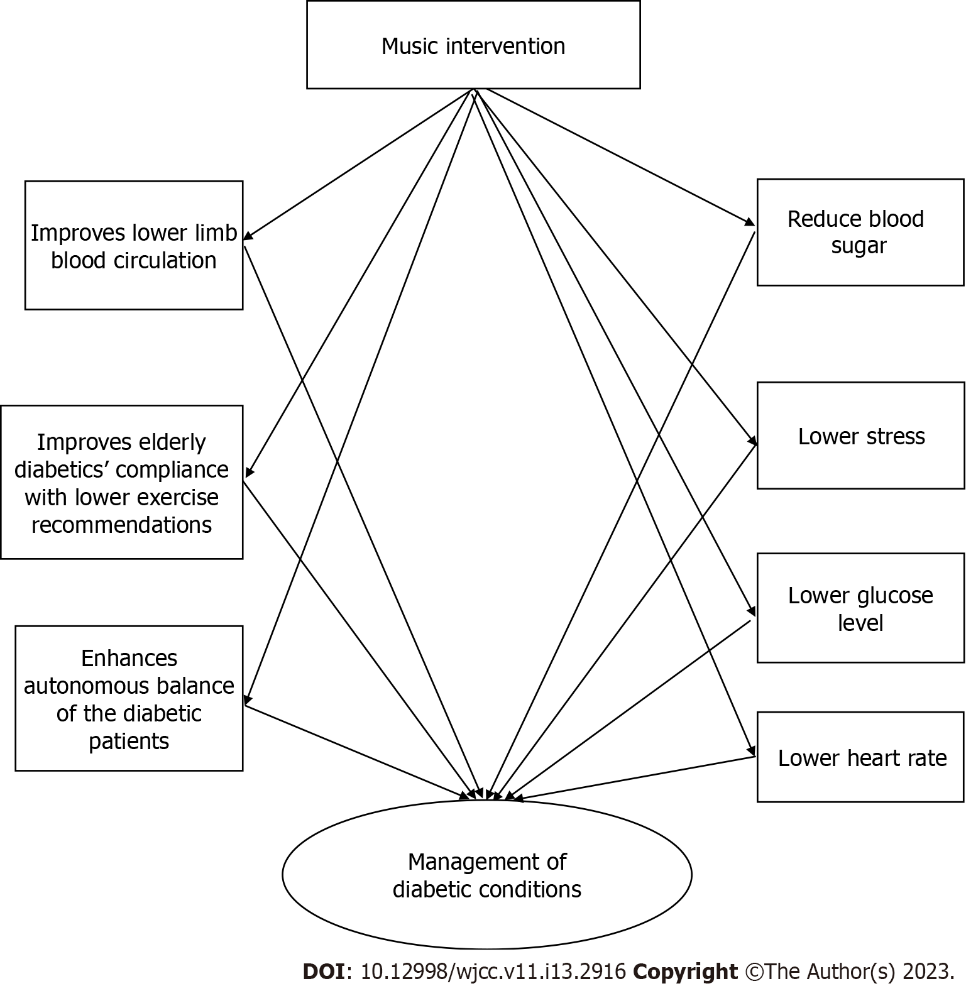 Music intervention
Improves lower limb
blood circulation
Reduce blood
sugar
Improves elderly
diabetics’ compliance
with lower exercise
recommendations
Lower stress
Enhances
autonomous balance
of the diabetic
patients
Lower glucose
level
Lower heart rate
Management of
diabetic conditions
DOI: 10.12998/wjcc.v11.i13.2916 Copyright ©The Author(s) 2023.